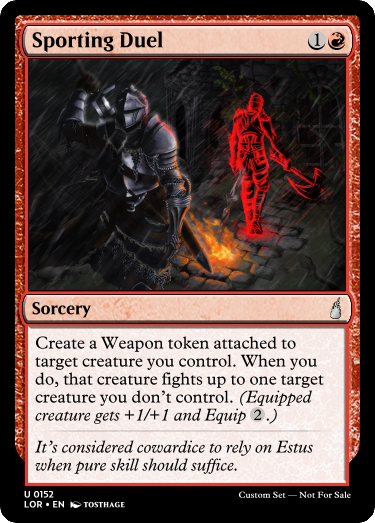 Sporting Duel 1
Sorcery
Create a Weapon token attached to
target creature you control. When you
do, that creature fights up to one target
creature you don't control. (Equipped
creature gets +1/+1 and Equip 2.)
It's considered cowardice to rely on Estus
when pure skill should suffice.
U 0152
LOR • EN TOSTHAGE
Custom Set — Not For Sale